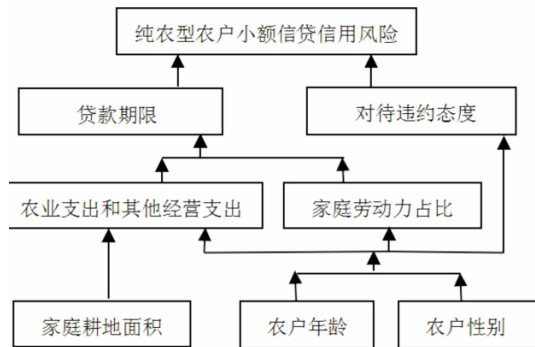 纯农型农户小额信贷信用风险
贷款期限
对待违约态度
农业支出和其他经营支出
家庭劳动力占比
家庭耕地面积
农户年龄
农户性别